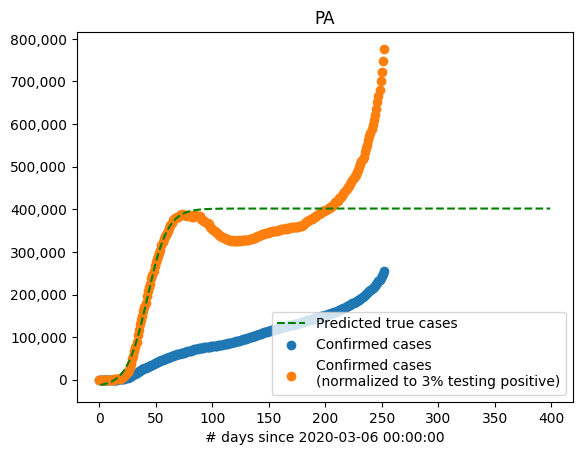 PA
800,000
700,000
600,000
500,000
400,000
300,000
200,000
100,000
0
0 50 100 150 200 250 300 350 400
# days since 2020-03-06 00:00:00
Predicted true cases
Confirmed cases
Confirmed cases
(normalized to 3% testing positive)